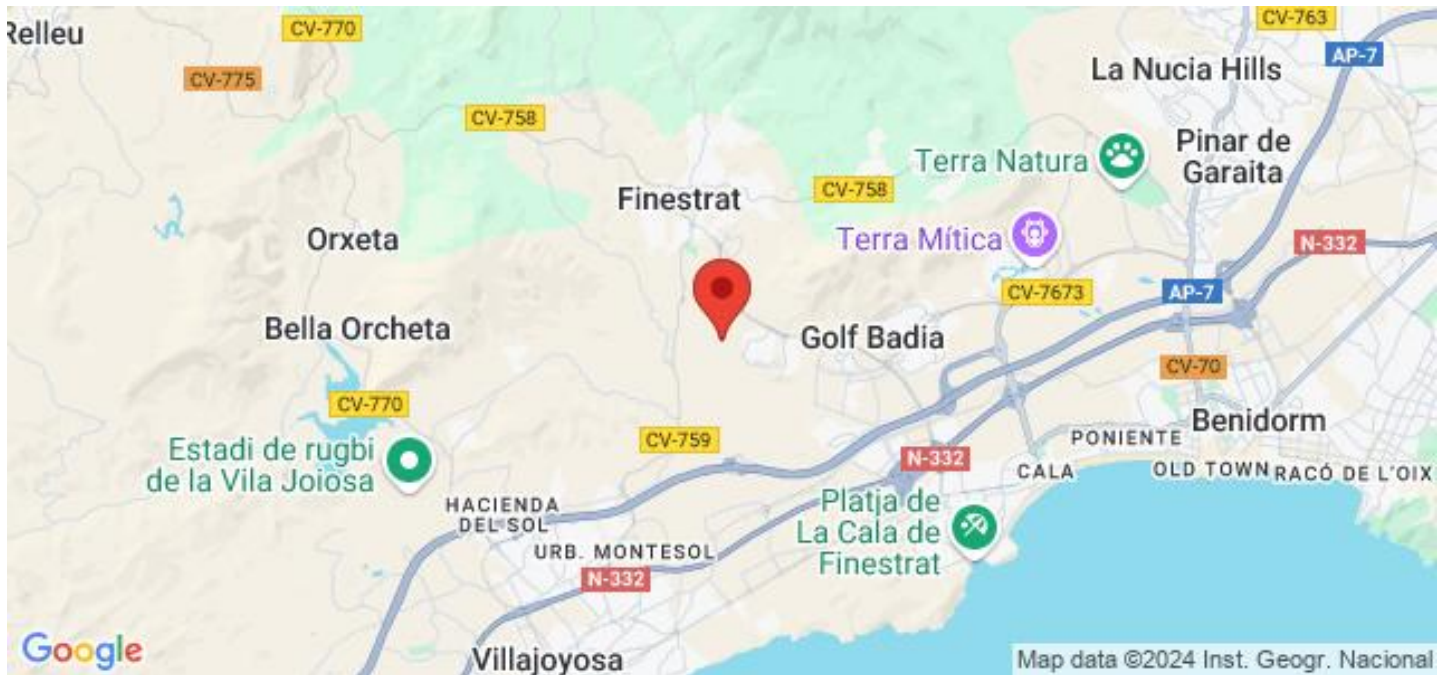 Relleu
CV-770
CV-763
AP-7
CV-775
La Nucia Hills
CV-758
Terra Natura
Pinar de
Garaita
Finestrat
CV-758
Orxeta
Terra Mítica
N-332
CV-7673
AP-7
Bella Orcheta
Golf Badia
CV-70
CV-770
Benidorm
CV-759
PONIENTE
Estadi de rugbi
de la Vila Joiosa
N-332
CALA
OLD TOWN
RACÓ DE L'OIX
HACIENDA
DEL SOL
Platja de
La Cala de
Finestrat
URB. MONTESOL
N-332
Google
Villajoyosa
Map data ©2024 Inst. Geogr. Nacional